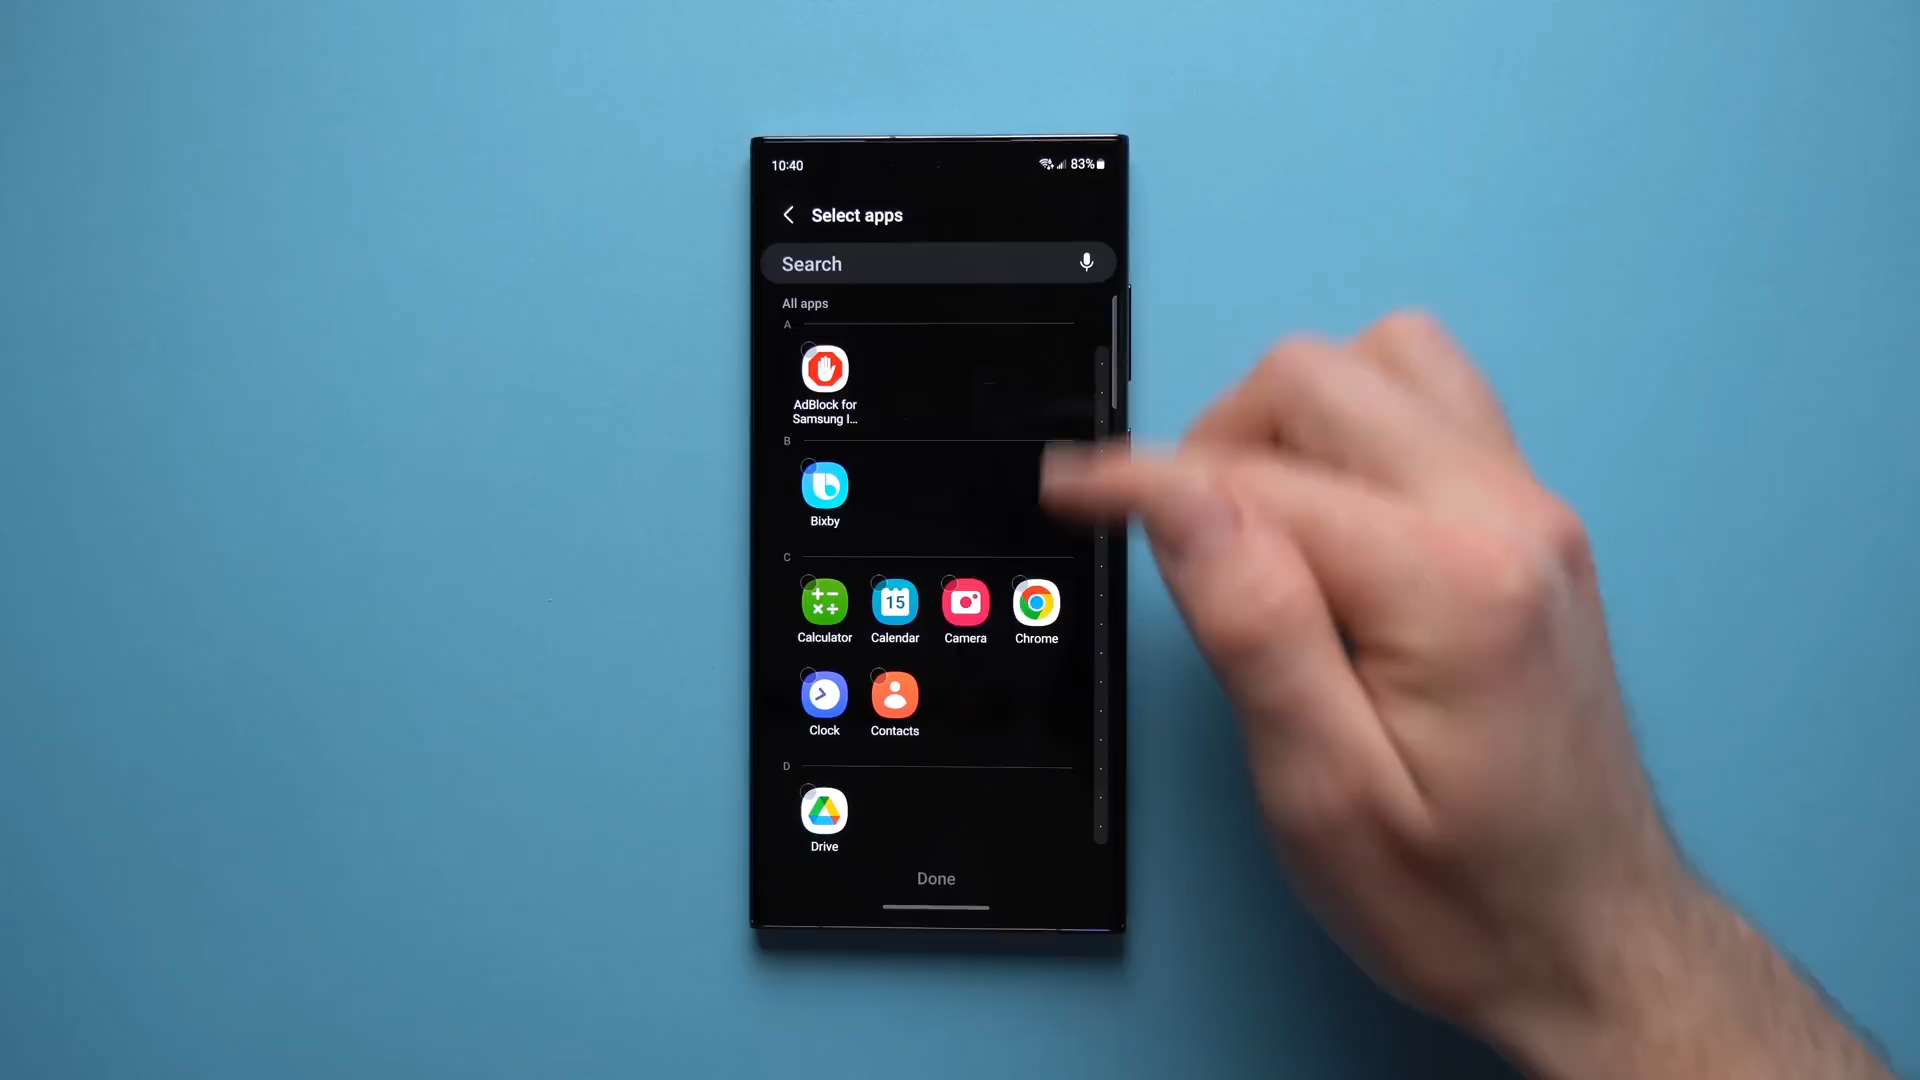 10:40
83%
Select apps
Search
All apps
A
AdBlock for
Samsung I...
B
Bixby
C
15
Calculator
Calendar
Camera
Chrome
Clock
Contacts
D
Drive
Done